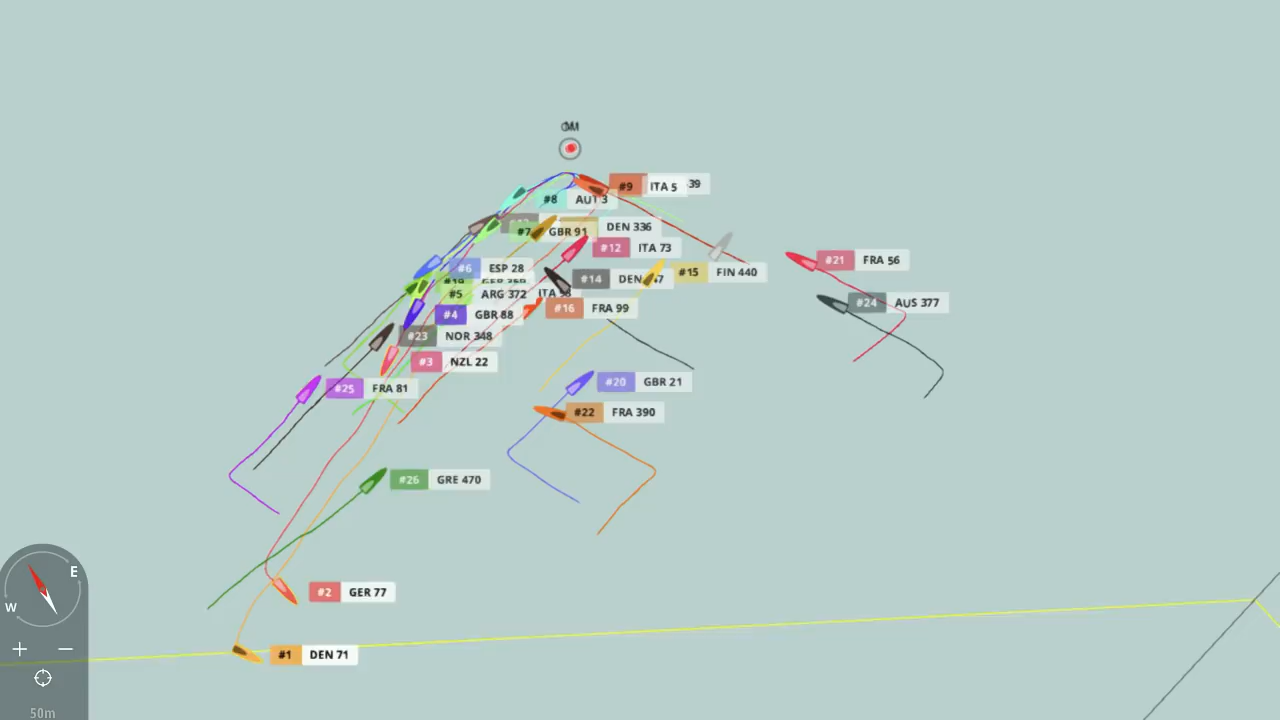 #9 ITA 5 39
#8 AUT 3
#7 GBR 91
DEN 336
#12 ITA 73
#21 FRA 56
#6 ESP 28
#15 FIN 440
#14 DEN
#5 ARG 372
#24 AUS 377
#16 FRA 99
#4 GBR 88
#23 NOR 348
#3 NZL 22
#20 GBR 21
#25 FRA 81
#22 FRA 390
#26 GRE 470
E
W
#2 GER 77
#1 DEN 71
50m